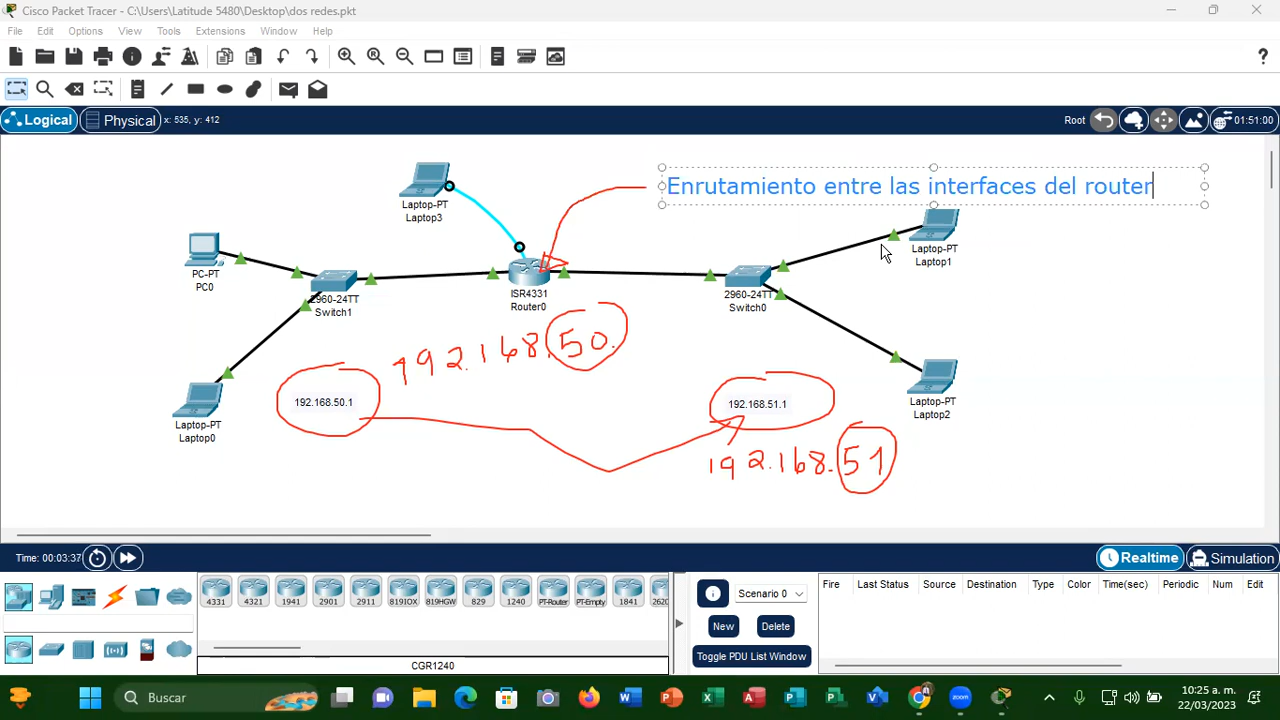 Cisco Packet Tracer - C:\Users\Latitude 5480\Desktop\dos redes.pkt
File Edit Options View Tools Extensions Window Help
Logical Physical x: 535, y: 412 Root 01:51:00
Enrutamiento entre las interfaces del router
Laptop-PT
Laptop3
Laptop-PT
Laptop1
PC-PT
PC0
2960-24TT
Switch1
ISR4331
Router0
2960-24TT
Switch0
192.168.50.
192.168.50.1
192.168.51.1
Laptop-PT
Laptop0
Laptop-PT
Laptop2
192.168.51
Time: 00:03:37 Realtime Simulation
4331 4321 1941 2901 2911 819IOX 819HGW 829 1240 PT-Router PT-Empty 1841 2620
CGR1240
Scenario 0
New Delete
Toggle PDU List Window
Fire Last Status Source Destination Type Color Time(sec) Periodic Num Edit
Buscar
10:25 a. m.
22/03/2023